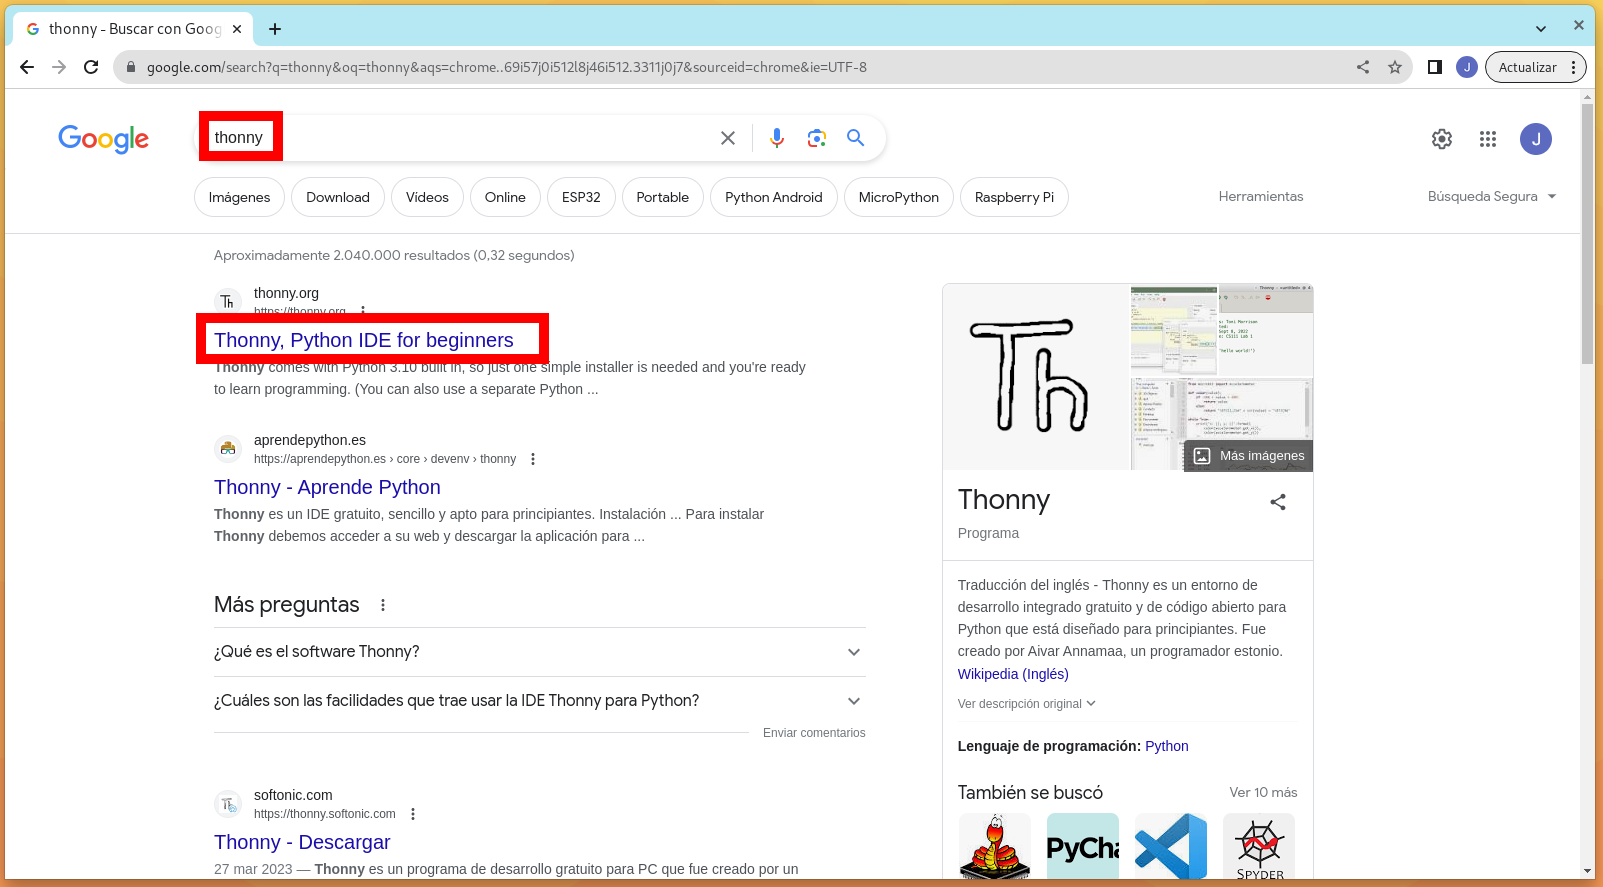 thonny - Buscar con Goog
google.com/search?q=thonny&oq=thonny&aqs=chrome..69i57j0i512l8j46i512.3311j0j7&sourceid=chrome&ie=UTF-8
J
Actualizar
Google
thonny
J
Imágenes
Download
Vídeos
Online
ESP32
Portable
Python Android
MicroPython
Raspberry Pi
Herramientas
Búsqueda Segura
Aproximadamente 2.040.000 resultados (0,32 segundos)
Th
thonny.org
https://thonny.org
Thonny, Python IDE for beginners
Thonny comes with Python 3.10 built in, so just one simple installer is needed and you're ready
to learn programming. (You can also use a separate Python ...
aprendepython.es
https://aprendepython.es › core › devenv › thonny
Thonny - Aprende Python
Thonny es un IDE gratuito, sencillo y apto para principiantes. Instalación ... Para instalar
Thonny debemos acceder a su web y descargar la aplicación para ...
Más preguntas
¿Qué es el software Thonny?
¿Cuáles son las facilidades que trae usar la IDE Thonny para Python?
Enviar comentarios
softonic.com
https://thonny.softonic.com
Thonny - Descargar
27 mar 2023 — Thonny es un programa de desarrollo gratuito para PC que fue creado por un
Th
Más imágenes
Thonny
Programa
Traducción del inglés - Thonny es un entorno de
desarrollo integrado gratuito y de código abierto para
Python que está diseñado para principiantes. Fue
creado por Aivar Annamaa, un programador estonio.
Wikipedia (Inglés)
Ver descripción original
Lenguaje de programación: Python
También se buscó
Ver 10 más
PyCha
SPYDER